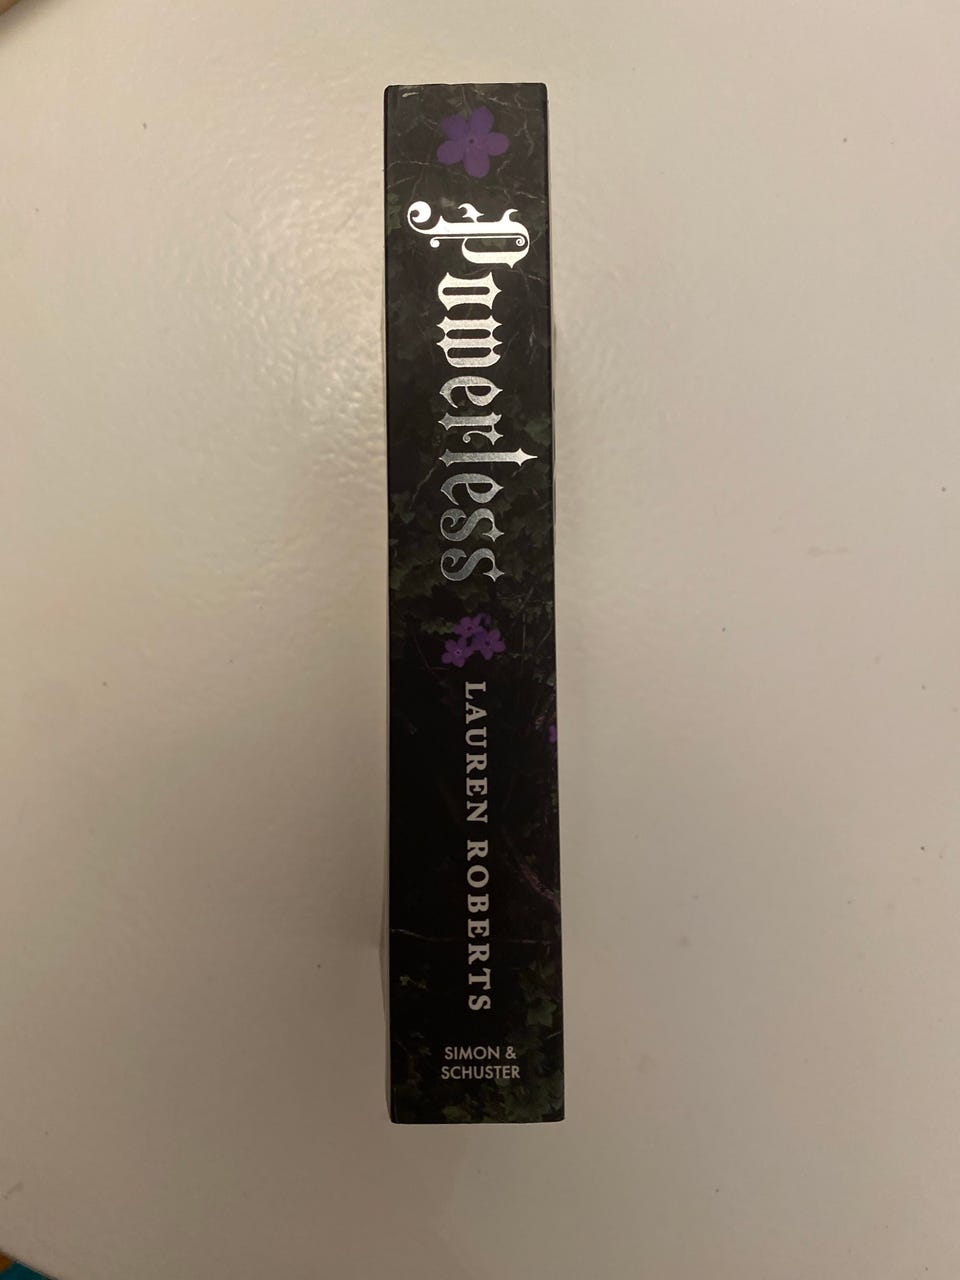 Powerless
LAUREN ROBERTS
SIMON &
SCHUSTER